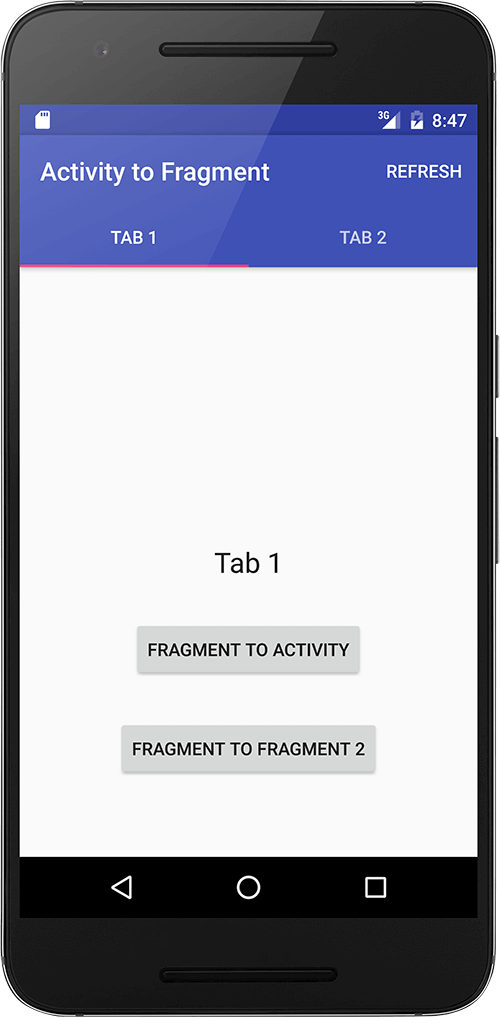 3G 8:47
Activity to Fragment REFRESH
TAB 1 TAB 2
Tab 1
FRAGMENT TO ACTIVITY
FRAGMENT TO FRAGMENT 2